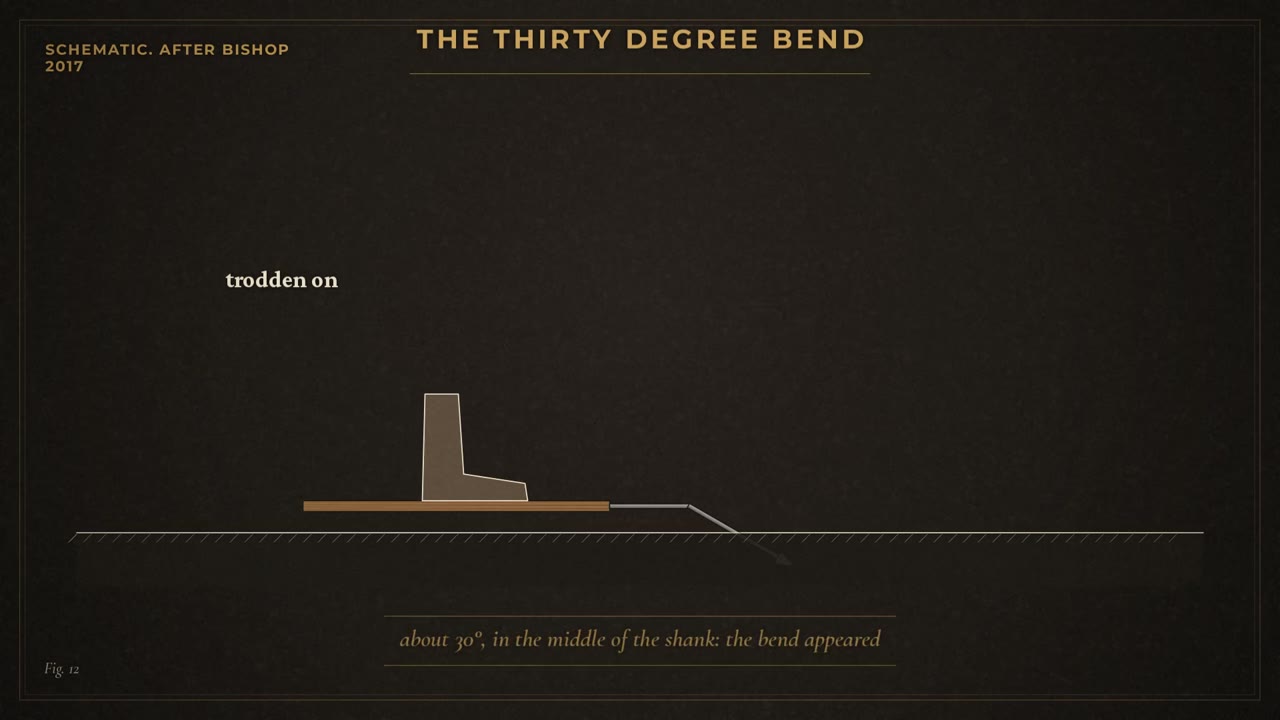 THE THIRTY DEGREE BEND
SCHEMATIC. AFTER BISHOP
2017
trodden on
about 30°, in the middle of the shank: the bend appeared
Fig. 12